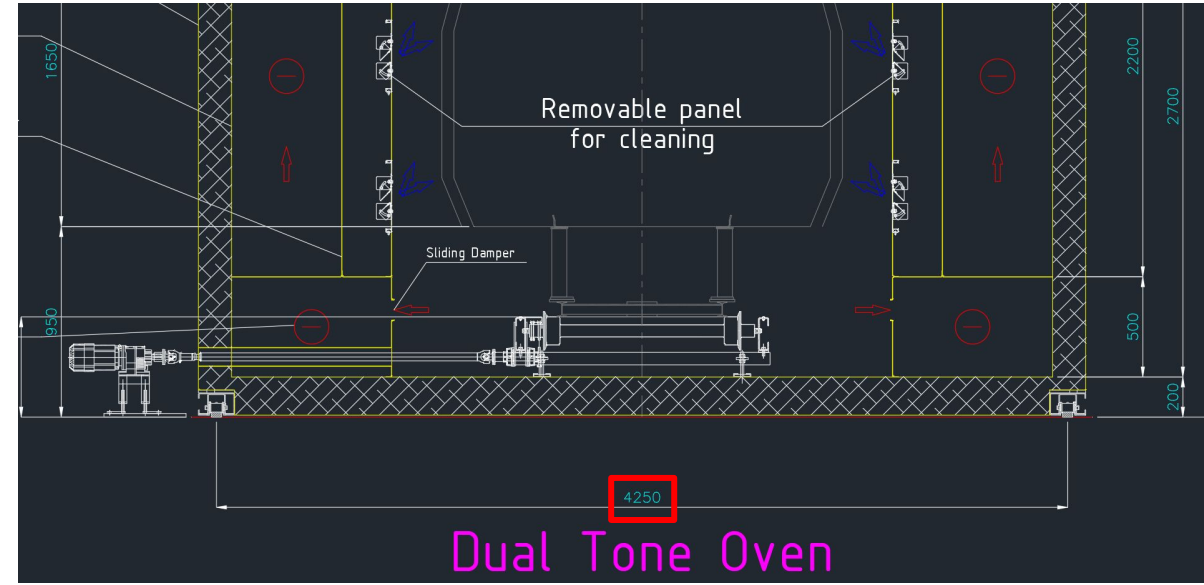 1650
2200
2700
Removable panel
for cleaning
Sliding Damper
950
500
200
4250
Dual Tone Oven